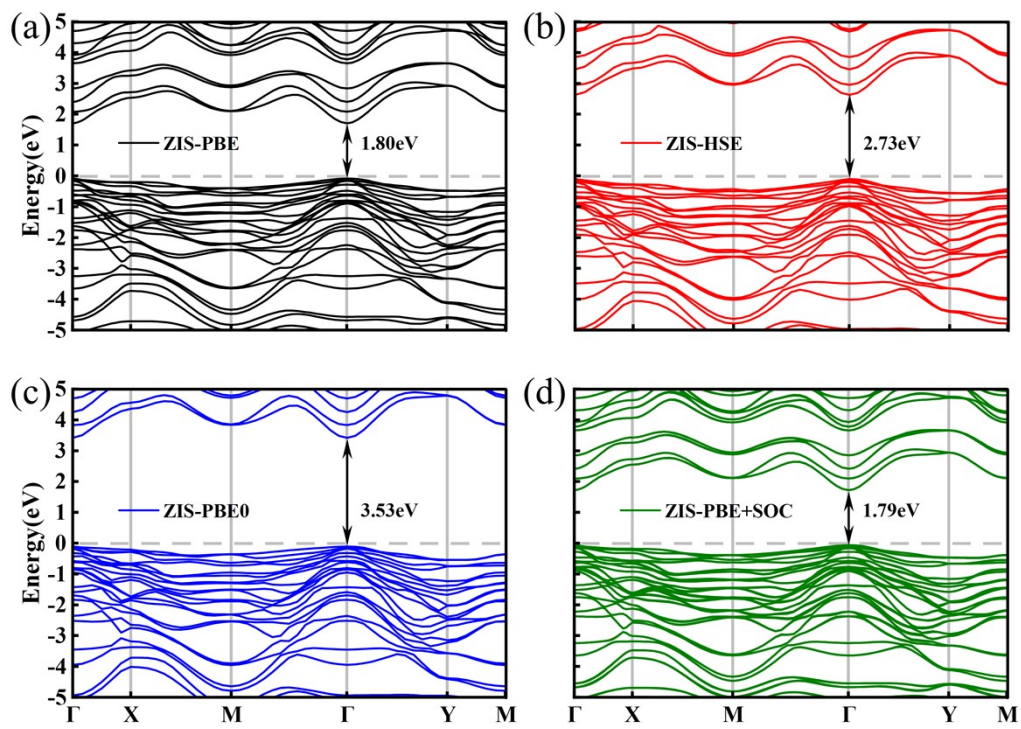 (a)
5
4
3
2
1
0
-1
-2
-3
-4
-5
Energy(eV)
ZIS-PBE
1.80eV
(b)
ZIS-HSE
2.73eV
(c)
5
4
3
2
1
0
-1
-2
-3
-4
-5
Energy(eV)
ZIS-PBE0
3.53eV
Γ X M Γ Y M
(d)
ZIS-PBE+SOC
1.79eV
Γ X M Γ Y M